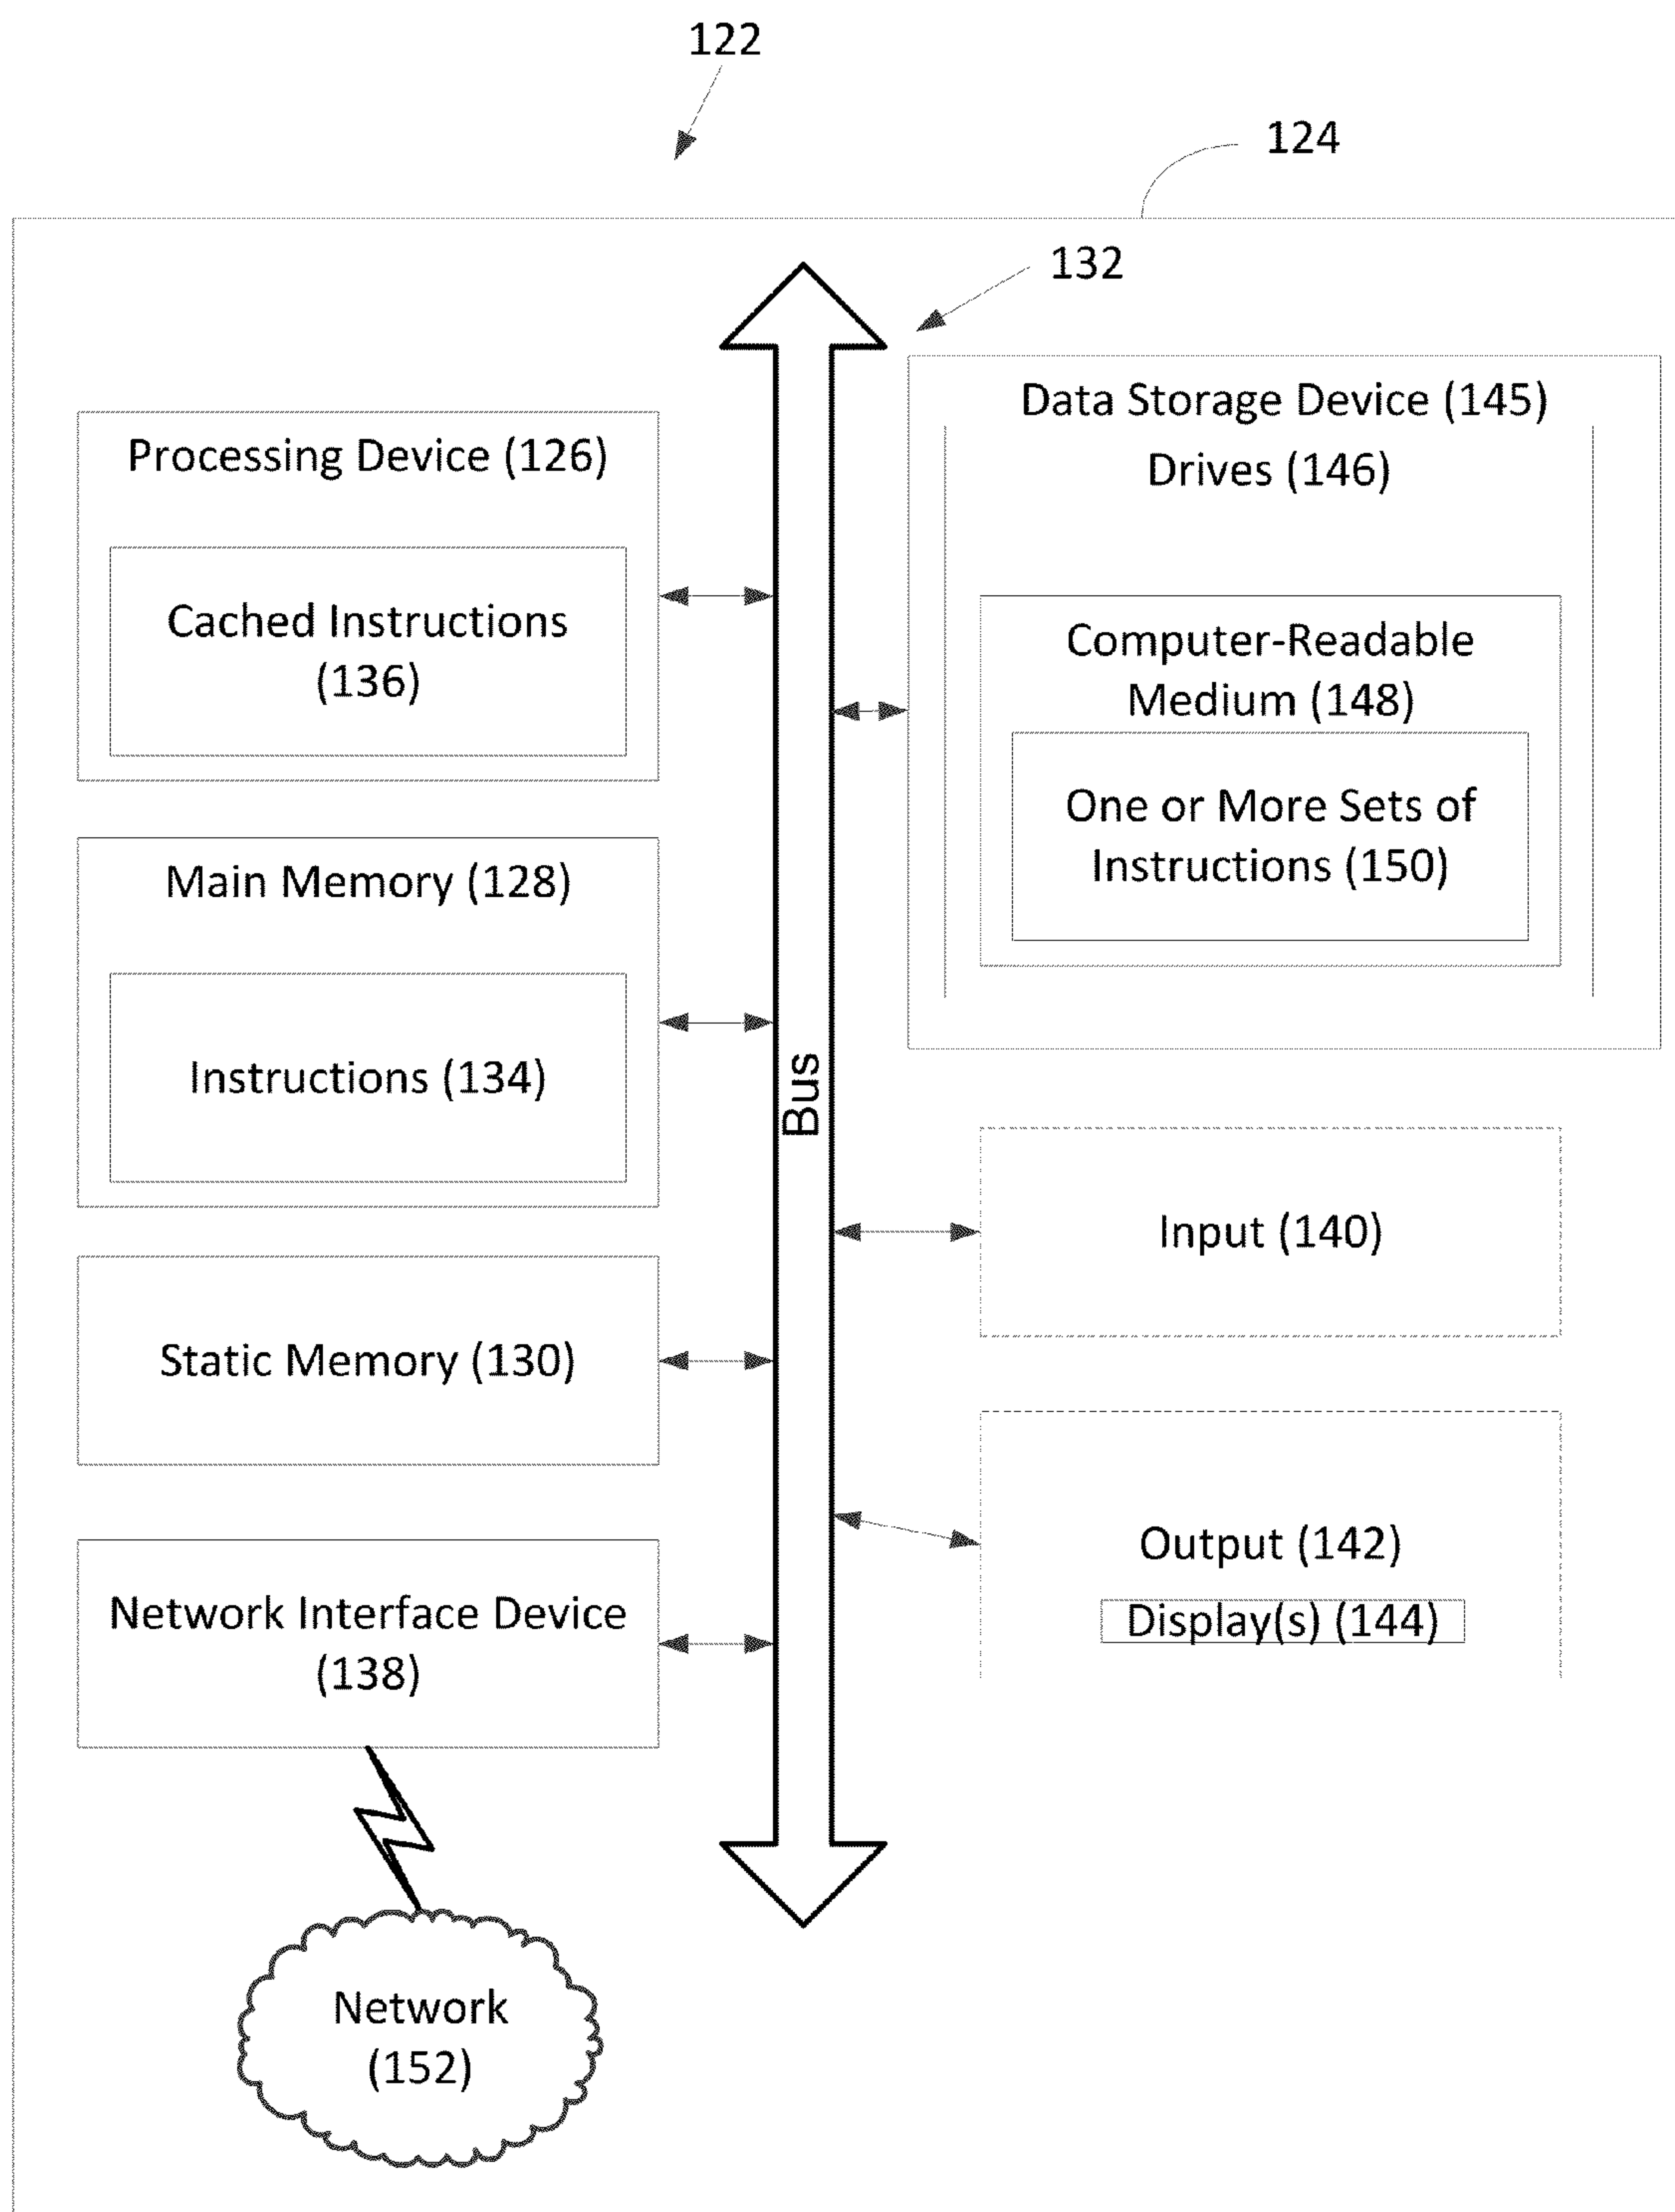 122
124
132
Processing Device (126)
Cached Instructions
(136)
Main Memory (128)
Instructions (134)
Static Memory (130)
Network Interface Device
(138)
Network
(152)
Bus
Data Storage Device (145)
Drives (146)
Computer-Readable
Medium (148)
One or More Sets of
Instructions (150)
Input (140)
Output (142)
Display(s) (144)